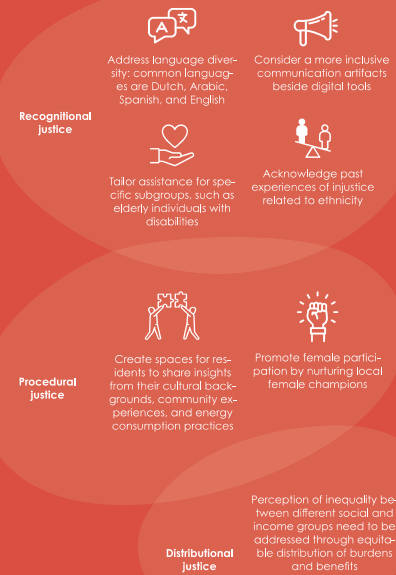 A
文
Address language diver-
sity: common languag-
es are Dutch, Arabic,
Spanish, and English
Consider a more inclusive
communication artifacts
beside digital tools
Recognitional
justice
Tailor assistance for spe-
cific subgroups, such as
elderly individuals with
disabilities
Acknowledge past
experiences of injustice
related to ethnicity
Create spaces for res-
idents to share insights
from their cultural back-
grounds, community ex-
periences, and energy
consumption practices
Promote female partici-
pation by nurturing local
female champions
Procedural
justice
Perception of inequality be-
tween different social and
income groups need to be
addressed through equita-
ble distribution of burdens
and benefits
Distributional
justice